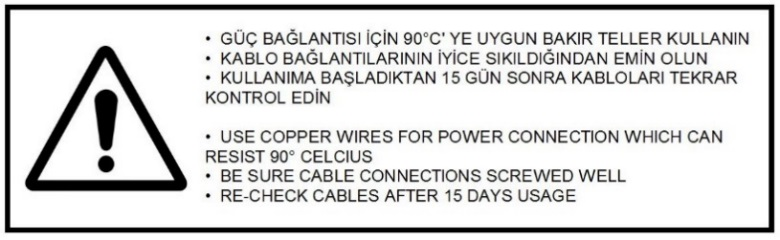 • GÜÇ BAĞLANTISI İÇİN 90°C' YE UYGUN BAKIR TELLER KULLANIN
• KABLO BAĞLANTILARININ İYİCE SIKILDIĞINDAN EMİN OLUN
• KULLANIMA BAŞLADIKTAN 15 GÜN SONRA KABLOLARI TEKRAR
KONTROL EDİN
• USE COPPER WIRES FOR POWER CONNECTION WHICH CAN
RESIST 90° CELCIUS
• BE SURE CABLE CONNECTIONS SCREWED WELL
• RE-CHECK CABLES AFTER 15 DAYS USAGE